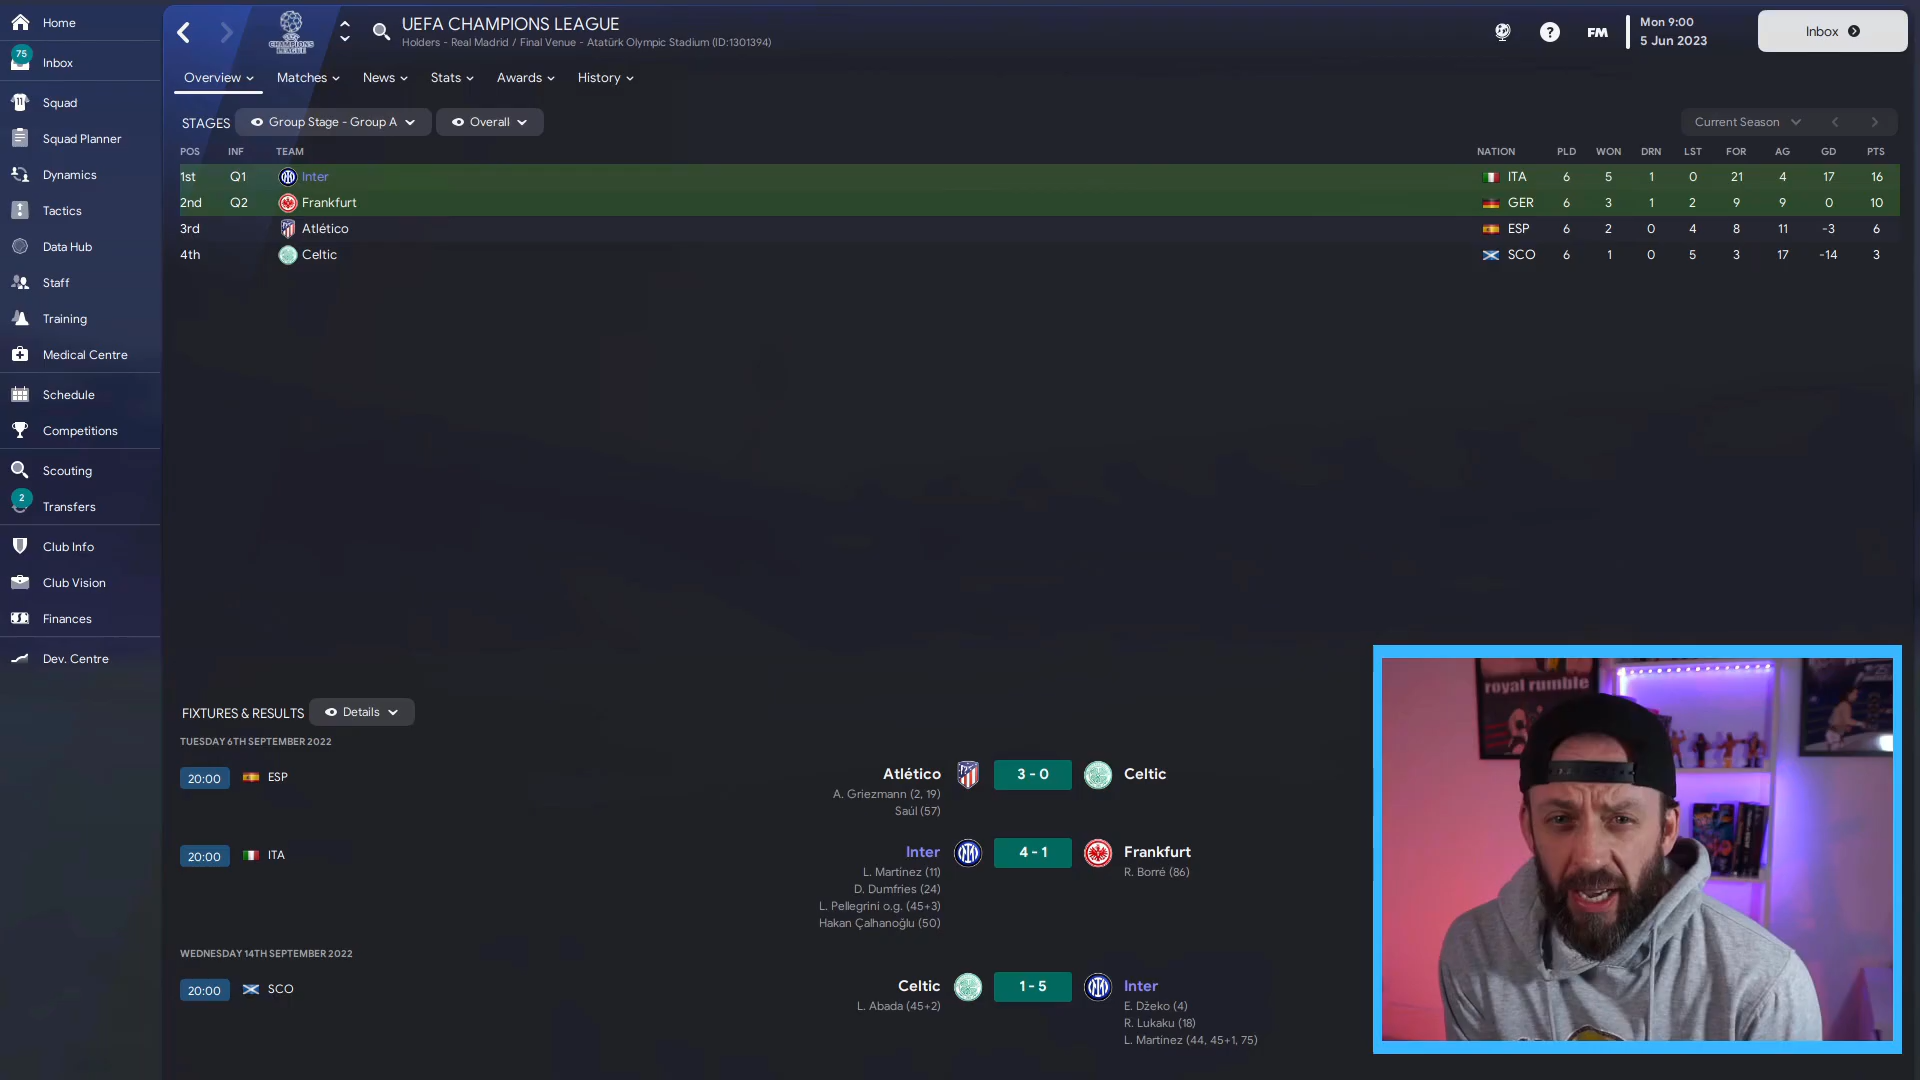 Home
75
Inbox
Squad
Squad Planner
Dynamics
Tactics
Data Hub
Staff
Training
Medical Centre
Schedule
Competitions
Scouting
2
Transfers
Club Info
Club Vision
Finances
Dev. Centre
UEFA CHAMPIONS LEAGUE
Holders - Real Madrid / Final Venue - Atatürk Olympic Stadium (ID:1301394)
FM
Mon 9:00
5 Jun 2023
Inbox
Overview Matches News Stats Awards History
STAGES Group Stage - Group A Overall Current Season
POS INF TEAM NATION PLD WON DRN LST FOR AG GD PTS
1st Q1 Inter ITA 6 5 1 0 21 4 17 16
2nd Q2 Frankfurt GER 6 3 1 2 9 9 0 10
3rd Atlético ESP 6 2 0 4 8 11 -3 6
4th Celtic SCO 6 1 0 5 3 17 -14 3
FIXTURES & RESULTS Details
TUESDAY 6TH SEPTEMBER 2022
20:00 ESP Atlético 3 - 0 Celtic
A. Griezmann (2, 19)
Saúl (57)
20:00 ITA Inter 4 - 1 Frankfurt
L. Martínez (11) R. Borré (86)
D. Dumfries (24)
L. Pellegrini o.g. (45+3)
Hakan Çalhanoğlu (50)
WEDNESDAY 14TH SEPTEMBER 2022
20:00 SCO Celtic 1 - 5 Inter
L. Abada (45+2) E. Džeko (4)
R. Lukaku (18)
L. Martínez (44, 45+1, 75)
royal rumble